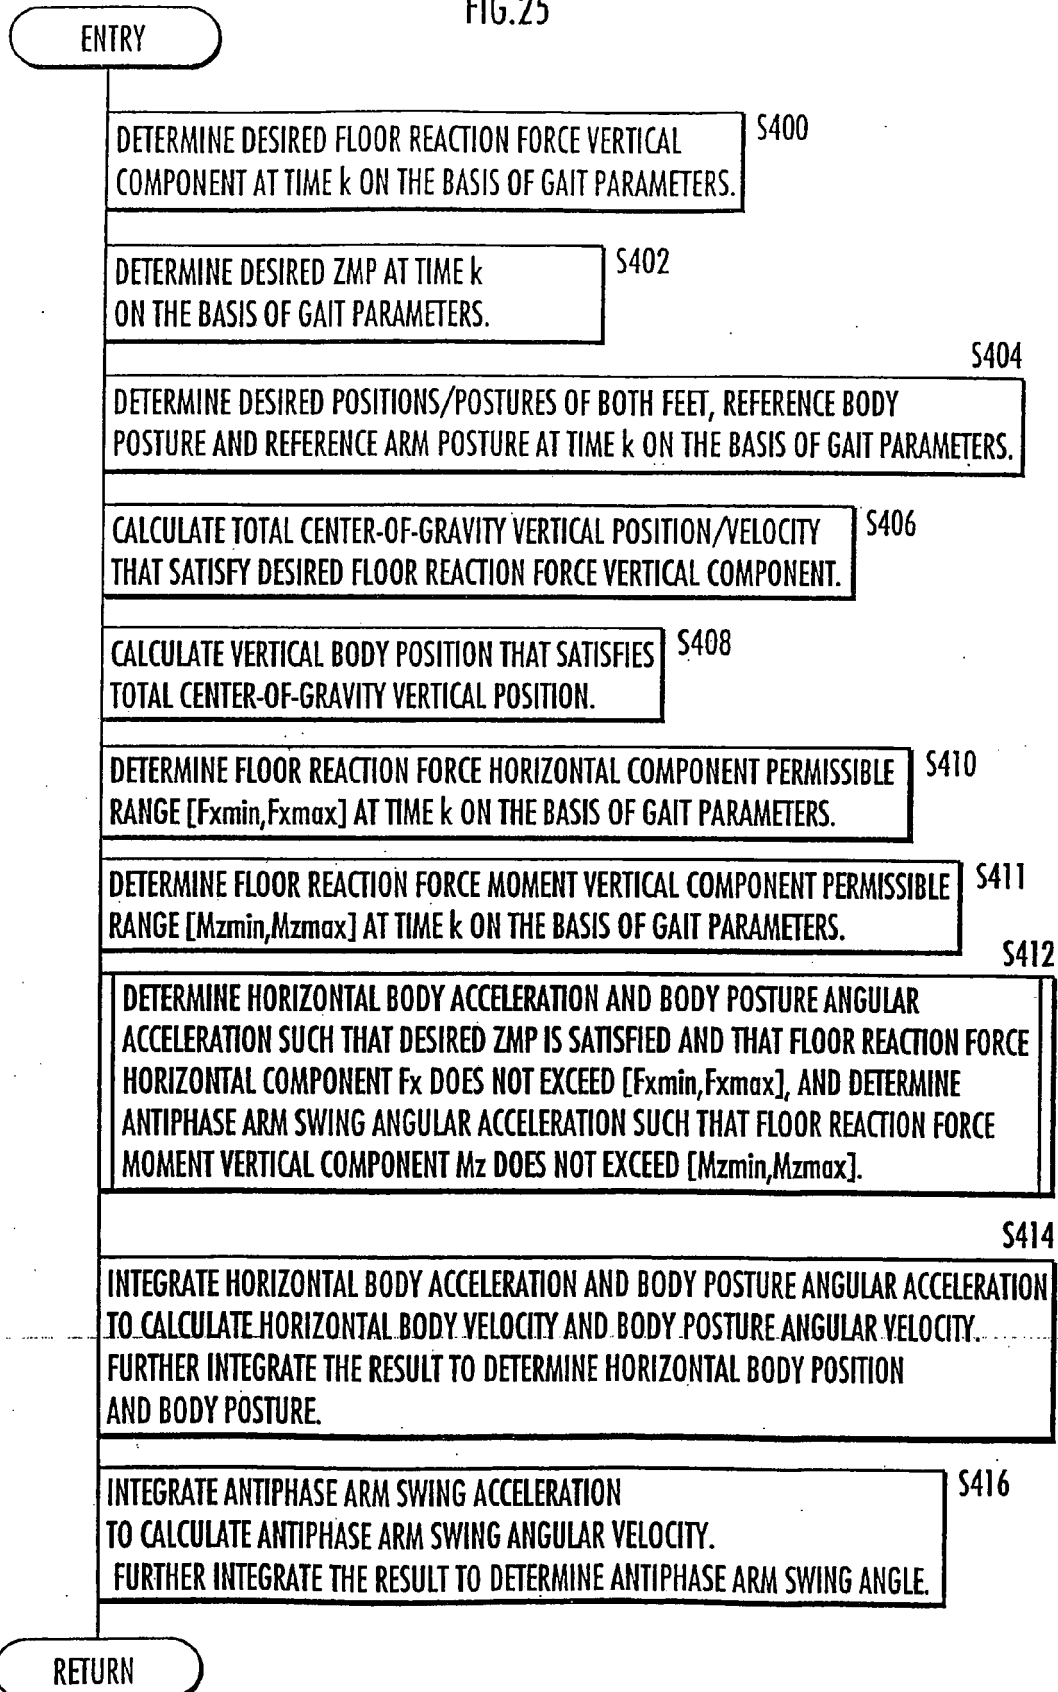 FIG.25
ENTRY
S400
DETERMINE DESIRED FLOOR REACTION FORCE VERTICAL
COMPONENT AT TIME k ON THE BASIS OF GAIT PARAMETERS.
S402
DETERMINE DESIRED ZMP AT TIME k
ON THE BASIS OF GAIT PARAMETERS.
S404
DETERMINE DESIRED POSITIONS/POSTURES OF BOTH FEET, REFERENCE BODY
POSTURE AND REFERENCE ARM POSTURE AT TIME k ON THE BASIS OF GAIT PARAMETERS.
S406
CALCULATE TOTAL CENTER-OF-GRAVITY VERTICAL POSITION/VELOCITY
THAT SATISFY DESIRED FLOOR REACTION FORCE VERTICAL COMPONENT.
S408
CALCULATE VERTICAL BODY POSITION THAT SATISFIES
TOTAL CENTER-OF-GRAVITY VERTICAL POSITION.
S410
DETERMINE FLOOR REACTION FORCE HORIZONTAL COMPONENT PERMISSIBLE
RANGE [Fxmin,Fxmax] AT TIME k ON THE BASIS OF GAIT PARAMETERS.
S411
DETERMINE FLOOR REACTION FORCE MOMENT VERTICAL COMPONENT PERMISSIBLE
RANGE [Mzmin,Mzmax] AT TIME k ON THE BASIS OF GAIT PARAMETERS.
S412
DETERMINE HORIZONTAL BODY ACCELERATION AND BODY POSTURE ANGULAR
ACCELERATION SUCH THAT DESIRED ZMP IS SATISFIED AND THAT FLOOR REACTION FORCE
HORIZONTAL COMPONENT Fx DOES NOT EXCEED [Fxmin,Fxmax], AND DETERMINE
ANTIPHASE ARM SWING ANGULAR ACCELERATION SUCH THAT FLOOR REACTION FORCE
MOMENT VERTICAL COMPONENT Mz DOES NOT EXCEED [Mzmin,Mzmax].
S414
INTEGRATE HORIZONTAL BODY ACCELERATION AND BODY POSTURE ANGULAR ACCELERATION
TO CALCULATE HORIZONTAL BODY VELOCITY AND BODY POSTURE ANGULAR VELOCITY.
FURTHER INTEGRATE THE RESULT TO DETERMINE HORIZONTAL BODY POSITION
AND BODY POSTURE.
S416
INTEGRATE ANTIPHASE ARM SWING ACCELERATION
TO CALCULATE ANTIPHASE ARM SWING ANGULAR VELOCITY.
FURTHER INTEGRATE THE RESULT TO DETERMINE ANTIPHASE ARM SWING ANGLE.
RETURN